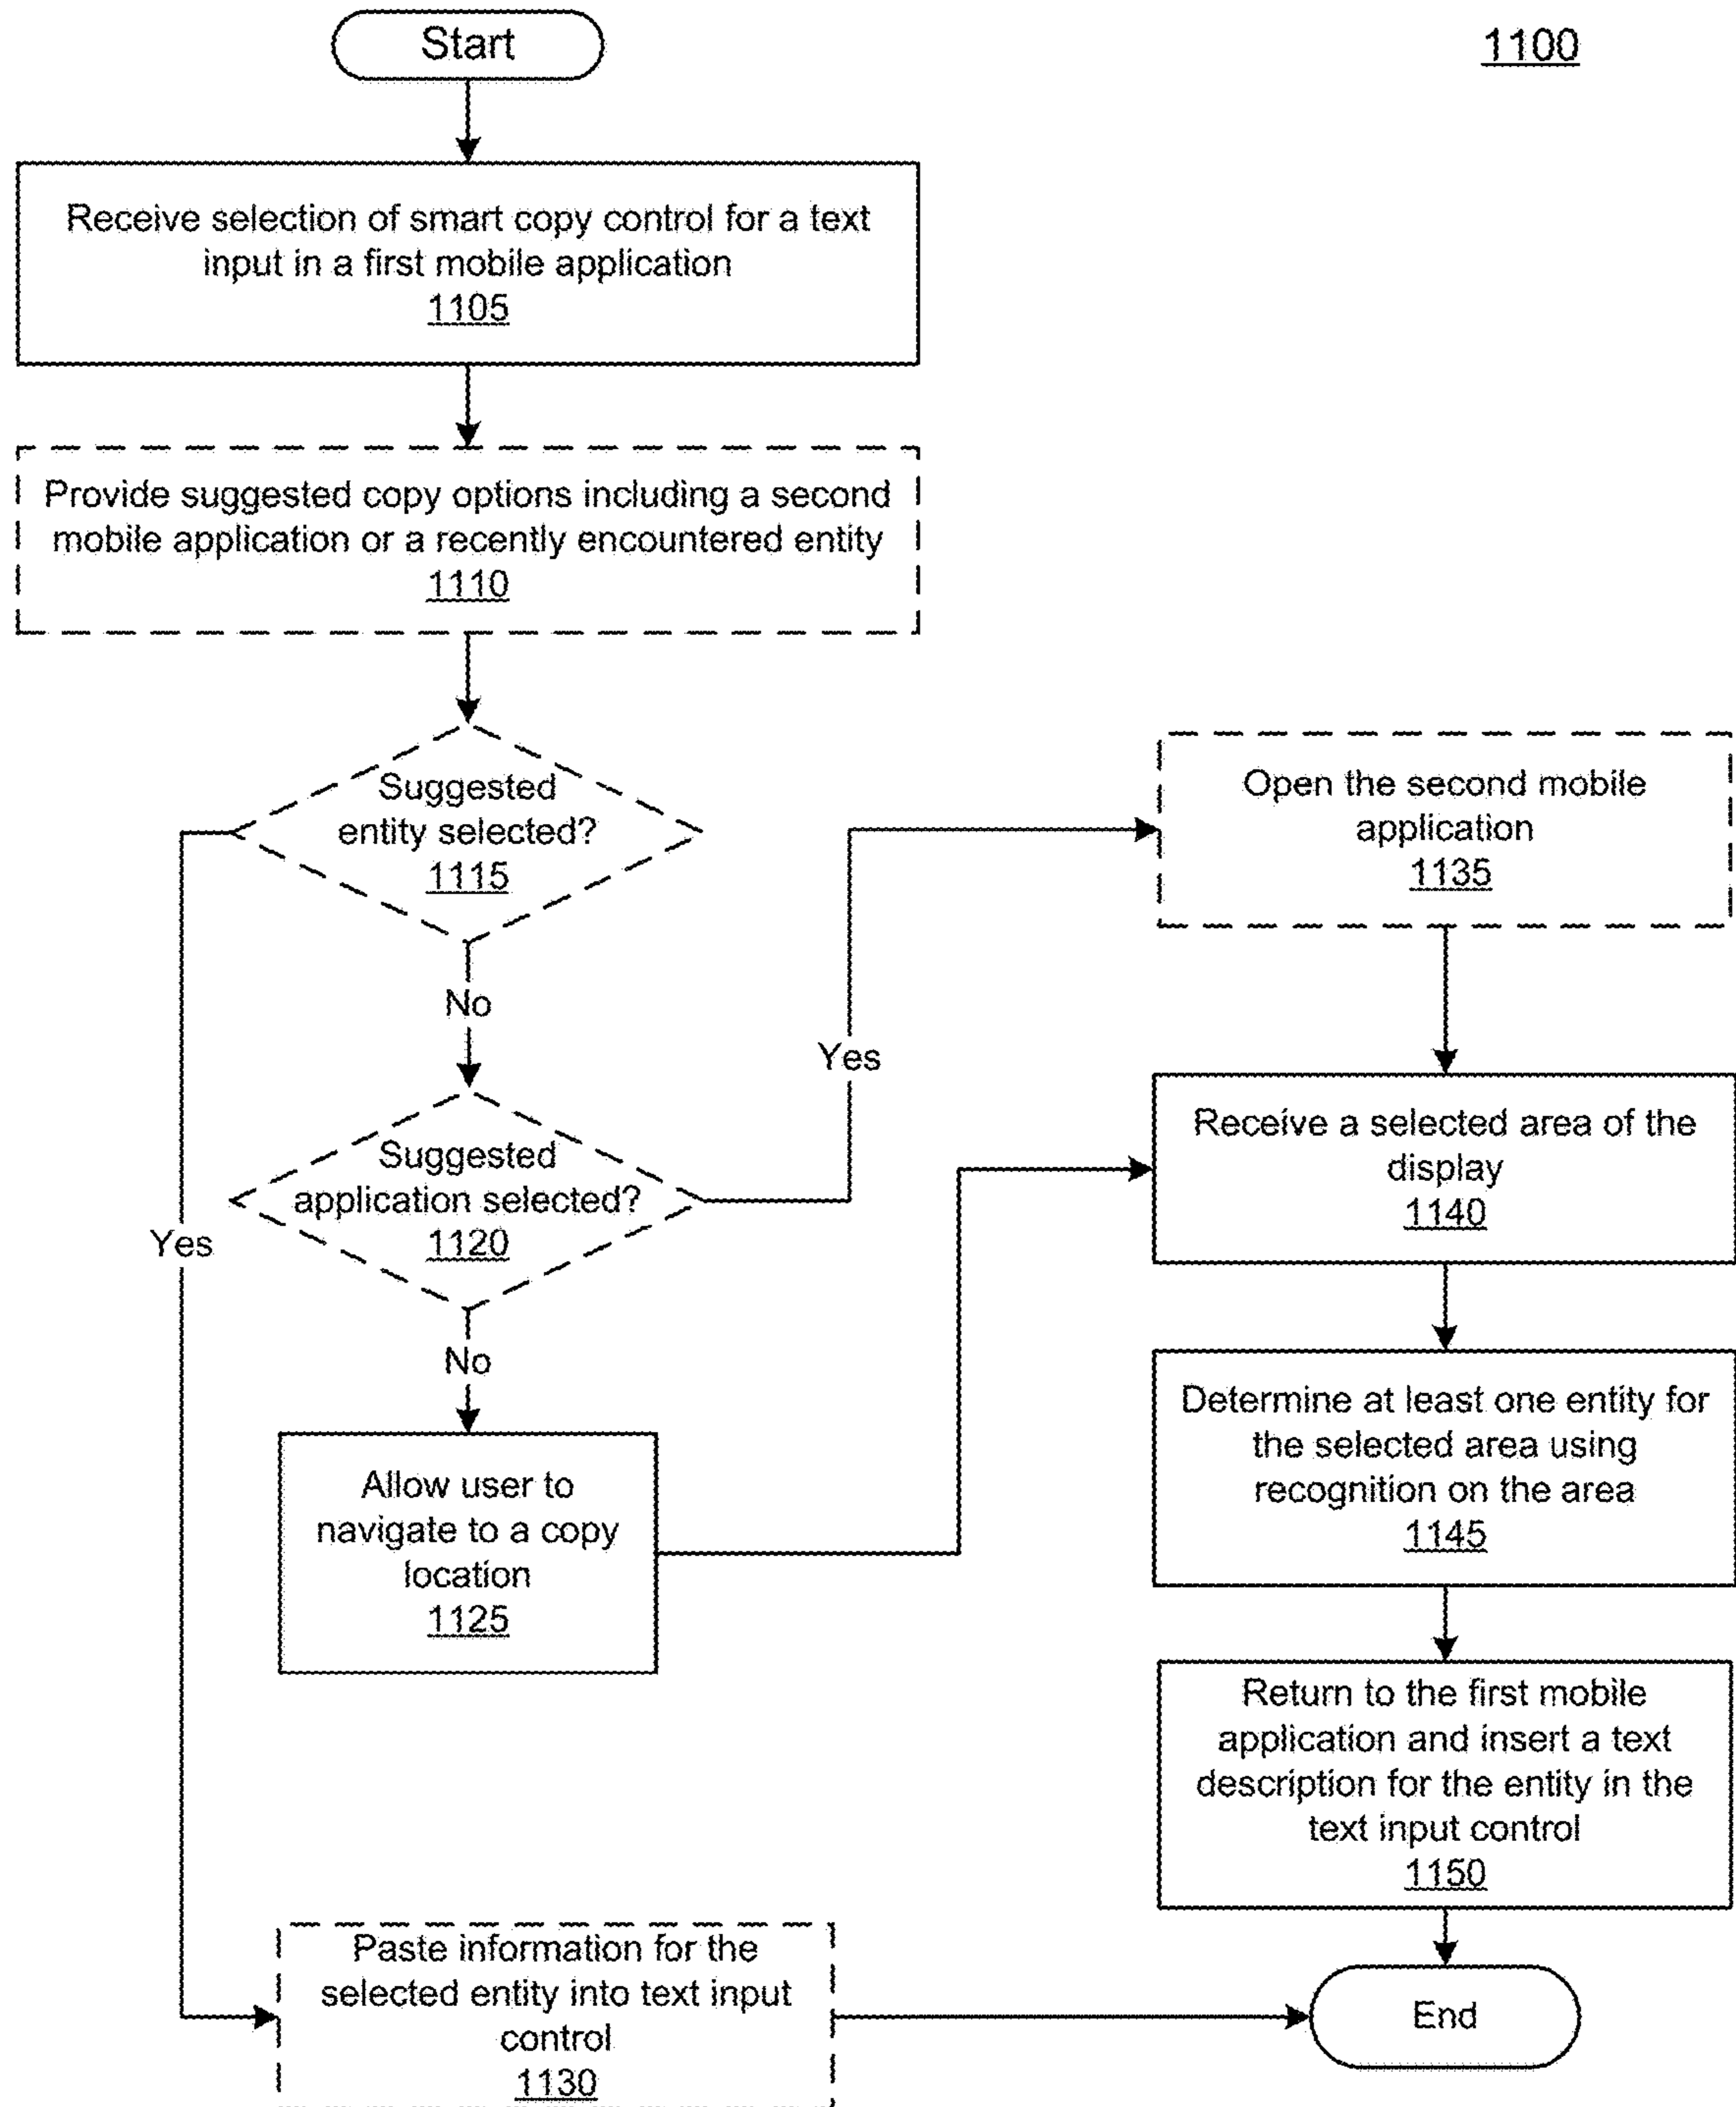 Start
1100
Receive selection of smart copy control for a text
input in a first mobile application
1105
Provide suggested copy options including a second
mobile application or a recently encountered entity
1110
Suggested
entity selected?
1115
No
Yes
Suggested
application selected?
1120
Yes
No
Allow user to
navigate to a copy
location
1125
Paste information for the
selected entity into text input
control
1130
Open the second mobile
application
1135
Receive a selected area of the
display
1140
Determine at least one entity for
the selected area using
recognition on the area
1145
Return to the first mobile
application and insert a text
description for the entity in the
text input control
1150
End